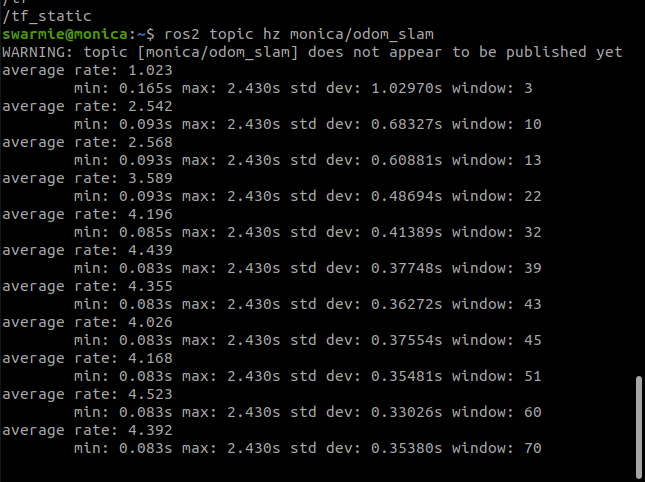 /tf
/tf_static
swarmie@monica:~$ ros2 topic hz monica/odom_slam
WARNING: topic [monica/odom_slam] does not appear to be published yet
average rate: 1.023
        min: 0.165s max: 2.430s std dev: 1.02970s window: 3
average rate: 2.542
        min: 0.093s max: 2.430s std dev: 0.68327s window: 10
average rate: 2.568
        min: 0.093s max: 2.430s std dev: 0.60881s window: 13
average rate: 3.589
        min: 0.093s max: 2.430s std dev: 0.48694s window: 22
average rate: 4.196
        min: 0.085s max: 2.430s std dev: 0.41389s window: 32
average rate: 4.439
        min: 0.083s max: 2.430s std dev: 0.37748s window: 39
average rate: 4.355
        min: 0.083s max: 2.430s std dev: 0.36272s window: 43
average rate: 4.026
        min: 0.083s max: 2.430s std dev: 0.37554s window: 45
average rate: 4.168
        min: 0.083s max: 2.430s std dev: 0.35481s window: 51
average rate: 4.523
        min: 0.083s max: 2.430s std dev: 0.33026s window: 60
average rate: 4.392
        min: 0.083s max: 2.430s std dev: 0.35380s window: 70